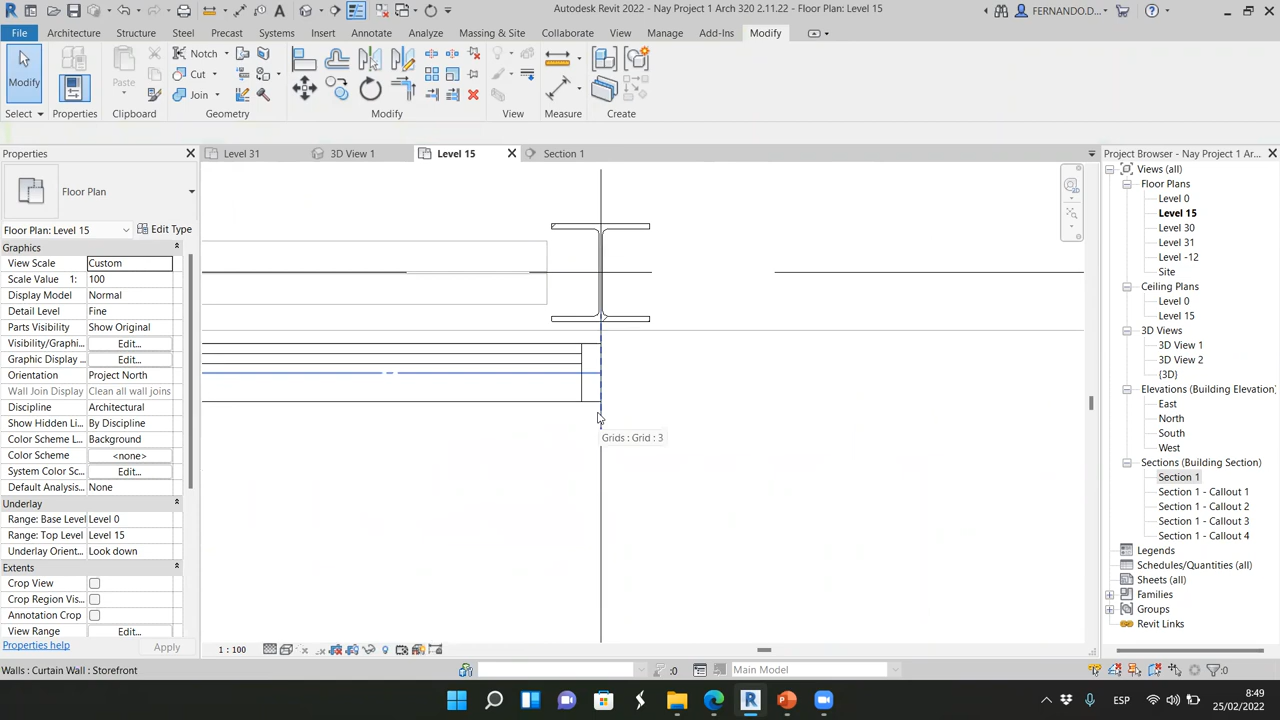 Autodesk Revit 2022 - Nay Project 1 Arch 320 2.11.22 - Floor Plan: Level 15
FERNANDO.D...
File Architecture Structure Steel Precast Systems Insert Annotate Analyze Massing & Site Collaborate View Manage Add-Ins Modify
Notch
Cut
Join
Modify
Paste
Select Properties Clipboard Geometry Modify View Measure Create
Properties
Level 31
3D View 1
Level 15
Section 1
Project Browser - Nay Project 1 Ar...
Floor Plan
Floor Plan: Level 15
Edit Type
Graphics
View Scale Custom
Scale Value 1: 100
Display Model Normal
Detail Level Fine
Parts Visibility Show Original
Visibility/Graphi... Edit...
Graphic Display ... Edit...
Orientation Project North
Wall Join Display Clean all wall joins
Discipline Architectural
Show Hidden Li... By Discipline
Color Scheme L... Background
Color Scheme <none>
System Color Sc... Edit...
Default Analysis... None
Underlay
Range: Base Level Level 0
Range: Top Level Level 15
Underlay Orien... Look down
Extents
Crop View
Crop Region Vis...
Annotation Crop
View Range Edit...
Properties help
Apply
Grids : Grid : 3
Views (all)
Floor Plans
Level 0
Level 15
Level 30
Level 31
Level -12
Site
Ceiling Plans
Level 0
Level 15
3D Views
3D View 1
3D View 2
{3D}
Elevations (Building Elevation)
East
North
South
West
Sections (Building Section)
Section 1
Section 1 - Callout 1
Section 1 - Callout 2
Section 1 - Callout 3
Section 1 - Callout 4
Legends
Schedules/Quantities (all)
Sheets (all)
Families
Groups
Revit Links
1 : 100
Walls : Curtain Wall : Storefront
:0
Main Model
:0
ESP
8:49
25/02/2022